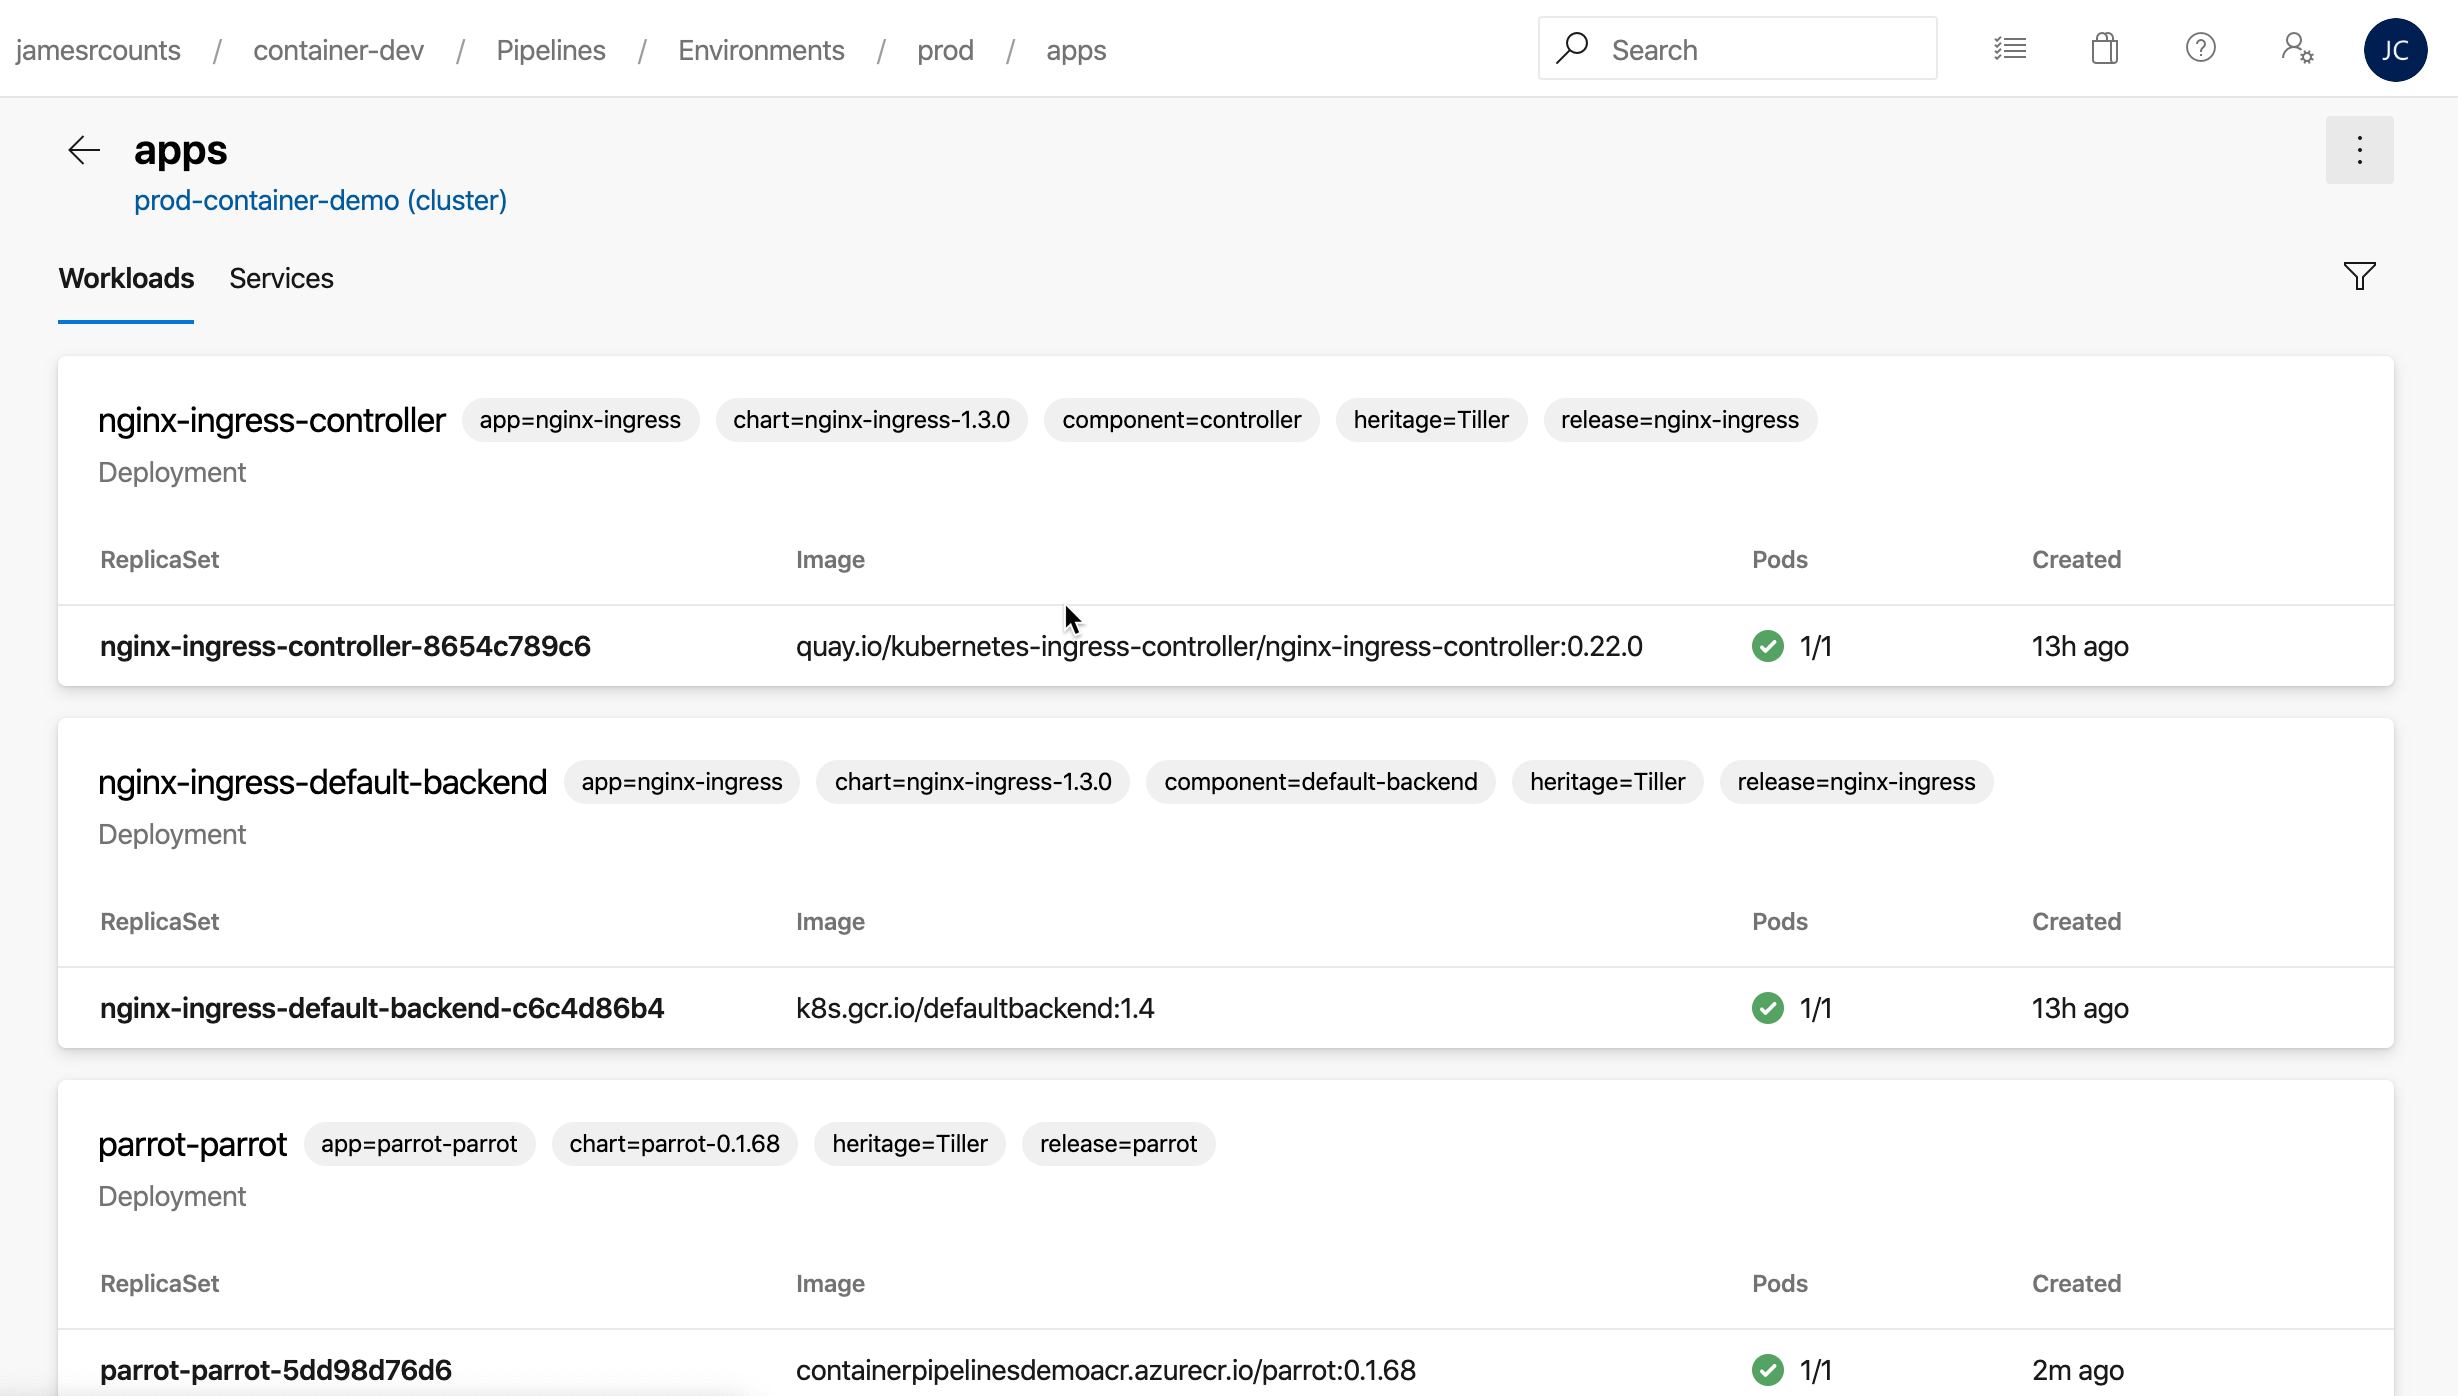 jamesrcounts / container-dev / Pipelines / Environments / prod / apps Search JC
apps
prod-container-demo (cluster)
Workloads Services
nginx-ingress-controller app=nginx-ingress chart=nginx-ingress-1.3.0 component=controller heritage=Tiller release=nginx-ingress
Deployment
ReplicaSet Image Pods Created
nginx-ingress-controller-8654c789c6 quay.io/kubernetes-ingress-controller/nginx-ingress-controller:0.22.0 1/1 13h ago
nginx-ingress-default-backend app=nginx-ingress chart=nginx-ingress-1.3.0 component=default-backend heritage=Tiller release=nginx-ingress
Deployment
ReplicaSet Image Pods Created
nginx-ingress-default-backend-c6c4d86b4 k8s.gcr.io/defaultbackend:1.4 1/1 13h ago
parrot-parrot app=parrot-parrot chart=parrot-0.1.68 heritage=Tiller release=parrot
Deployment
ReplicaSet Image Pods Created
parrot-parrot-5dd98d76d6 containerpipelinesdemoacr.azurecr.io/parrot:0.1.68 1/1 2m ago